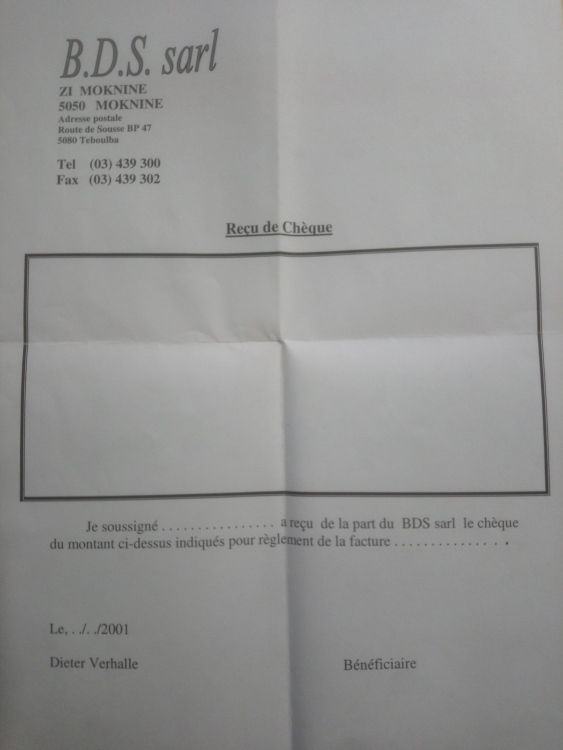 B.D.S. sarl
ZI MOKNINE
5050 MOKNINE
Adresse postale
Route de Sousse BP 47
5080 Teboulba
Tel (03) 439 300
Fax (03) 439 302
Reçu de Chèque
Je soussigné . . . . . . . . . . . . . . . . a reçu de la part du BDS sarl le chèque
du montant ci-dessus indiqués pour règlement de la facture . . . . . . . . . . . . . .
Le, . ./. ./2001
Dieter Verhalle Bénéficiaire